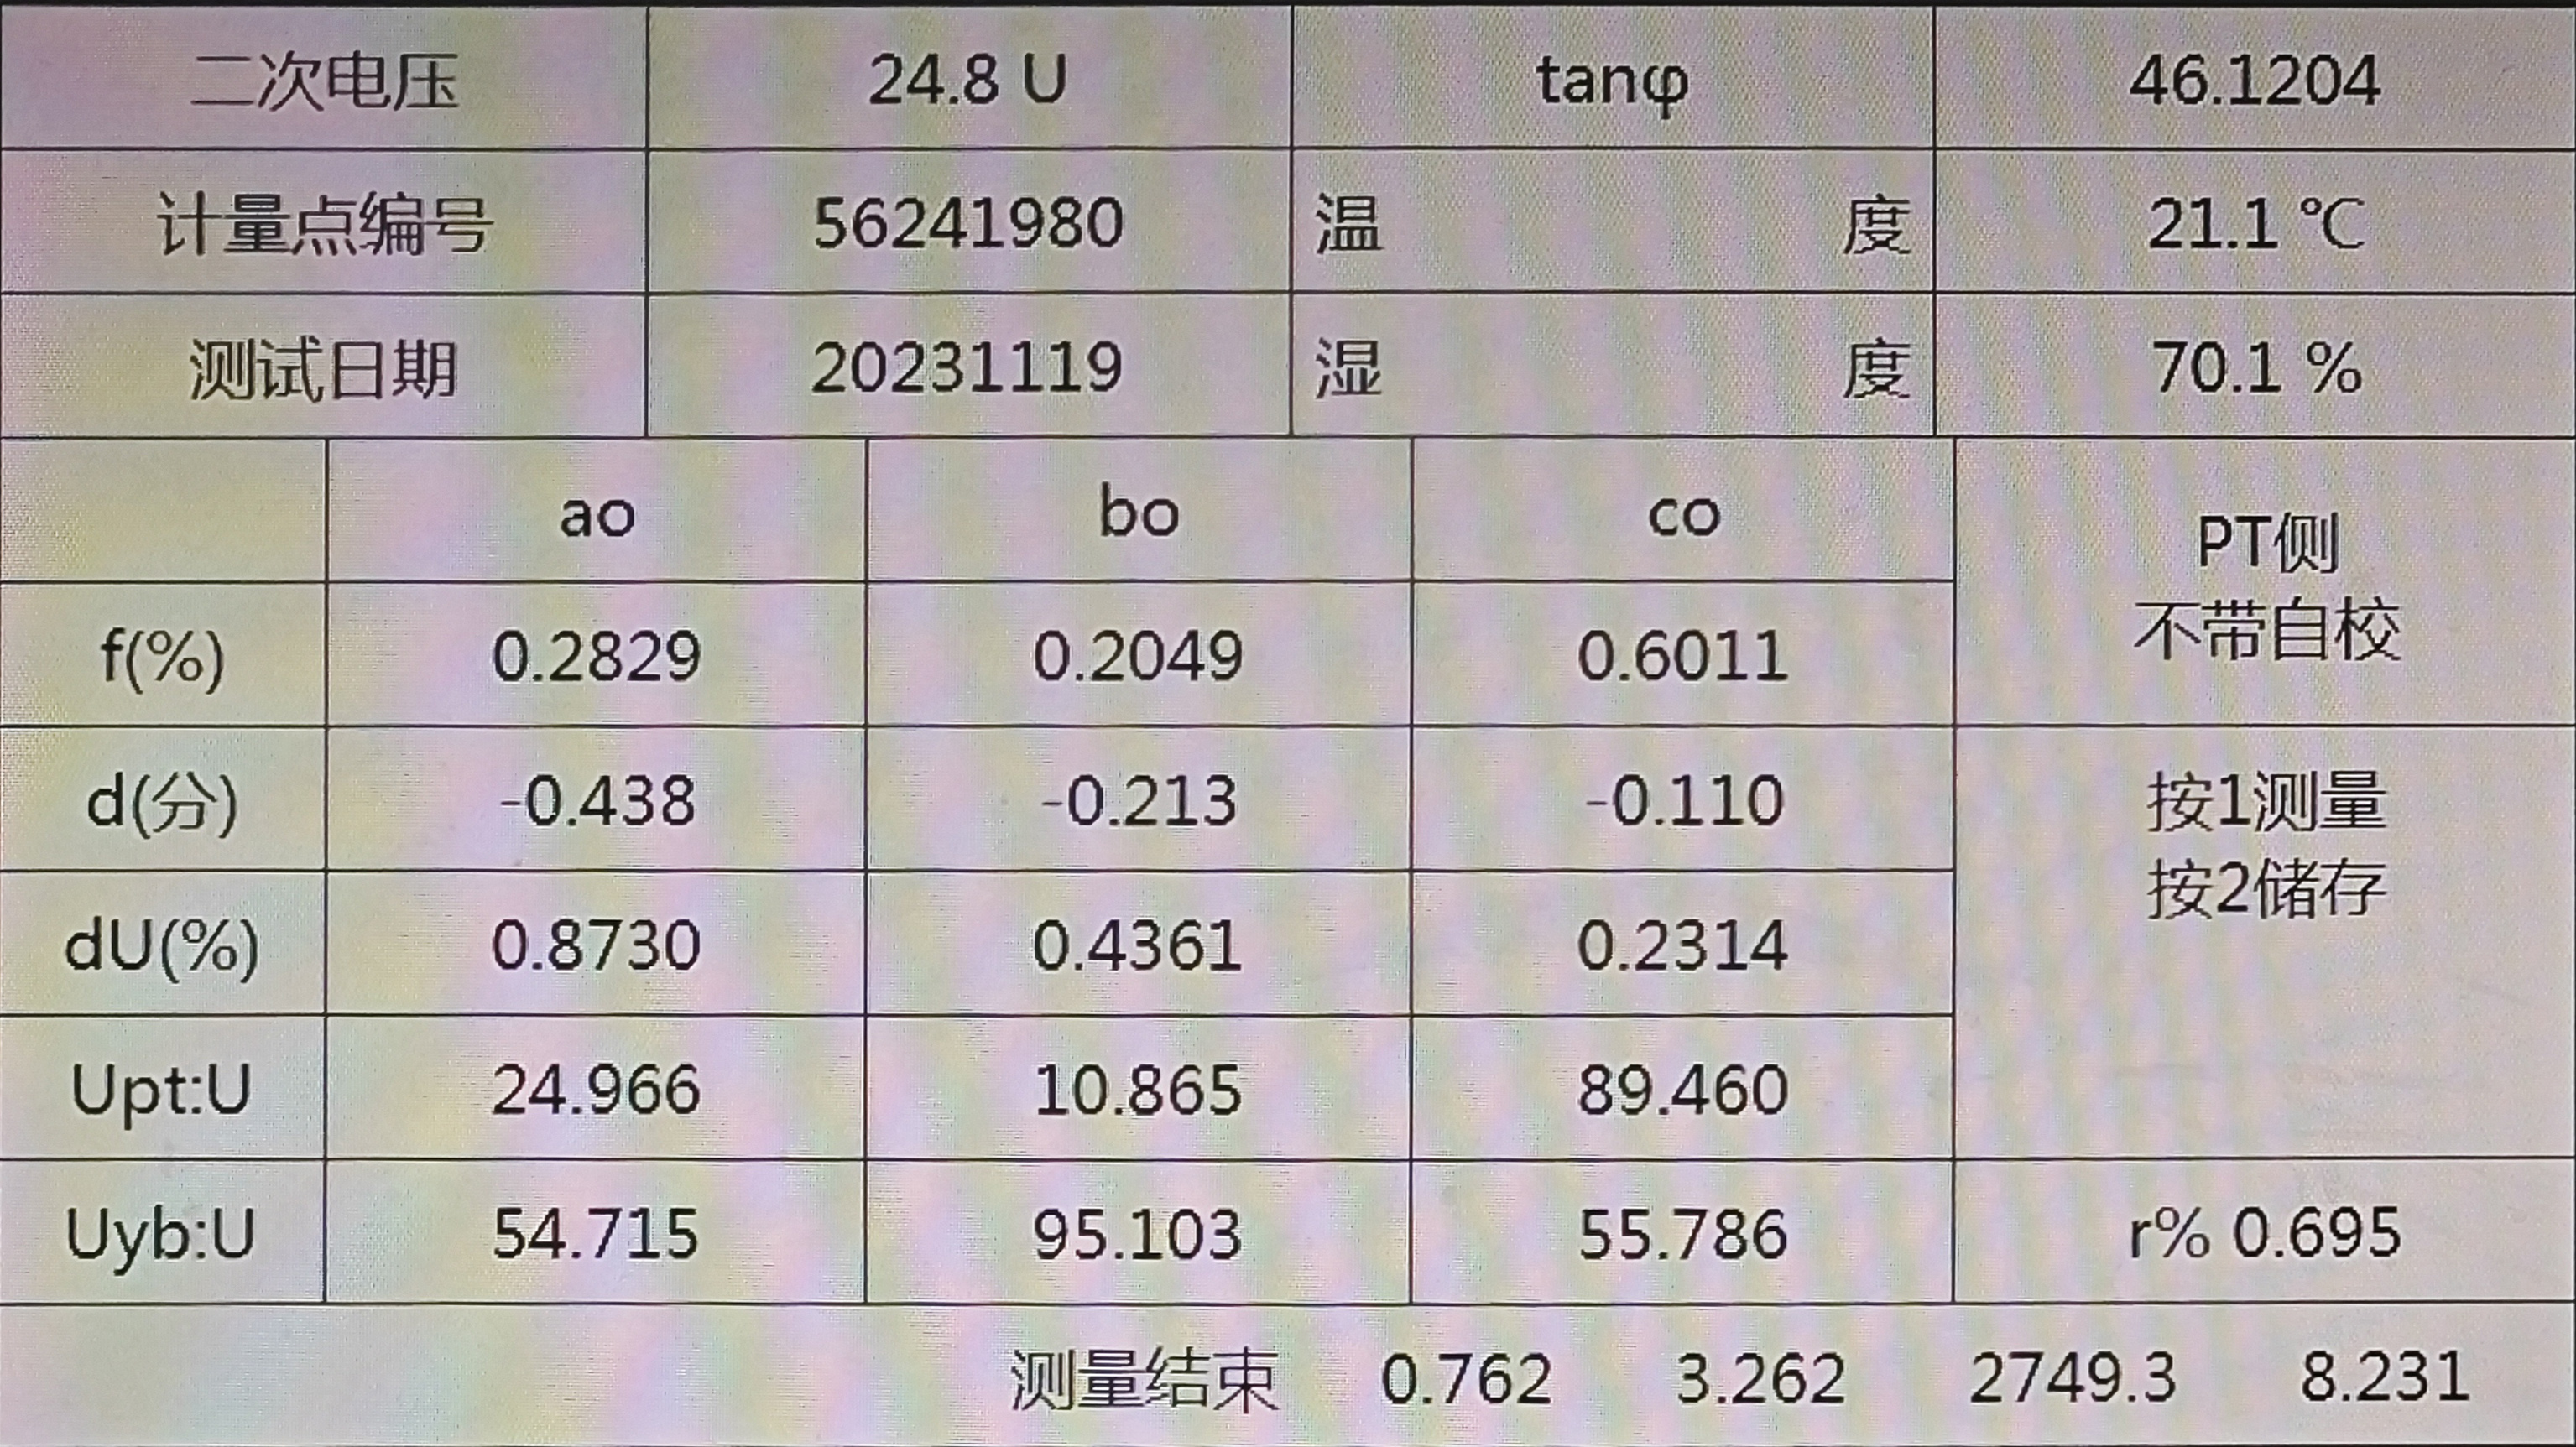 二次电压 24.8 U tanφ 46.1204
计量点编号 56241980 温 度 21.1 ℃
测试日期 20231119 湿 度 70.1 %
ao bo co PT侧
不带自校
f(%) 0.2829 0.2049 0.6011
d(分) -0.438 -0.213 -0.110 按1测量
按2储存
dU(%) 0.8730 0.4361 0.2314
Upt:U 24.966 10.865 89.460
Uyb:U 54.715 95.103 55.786 r% 0.695
测量结束 0.762 3.262 2749.3 8.231